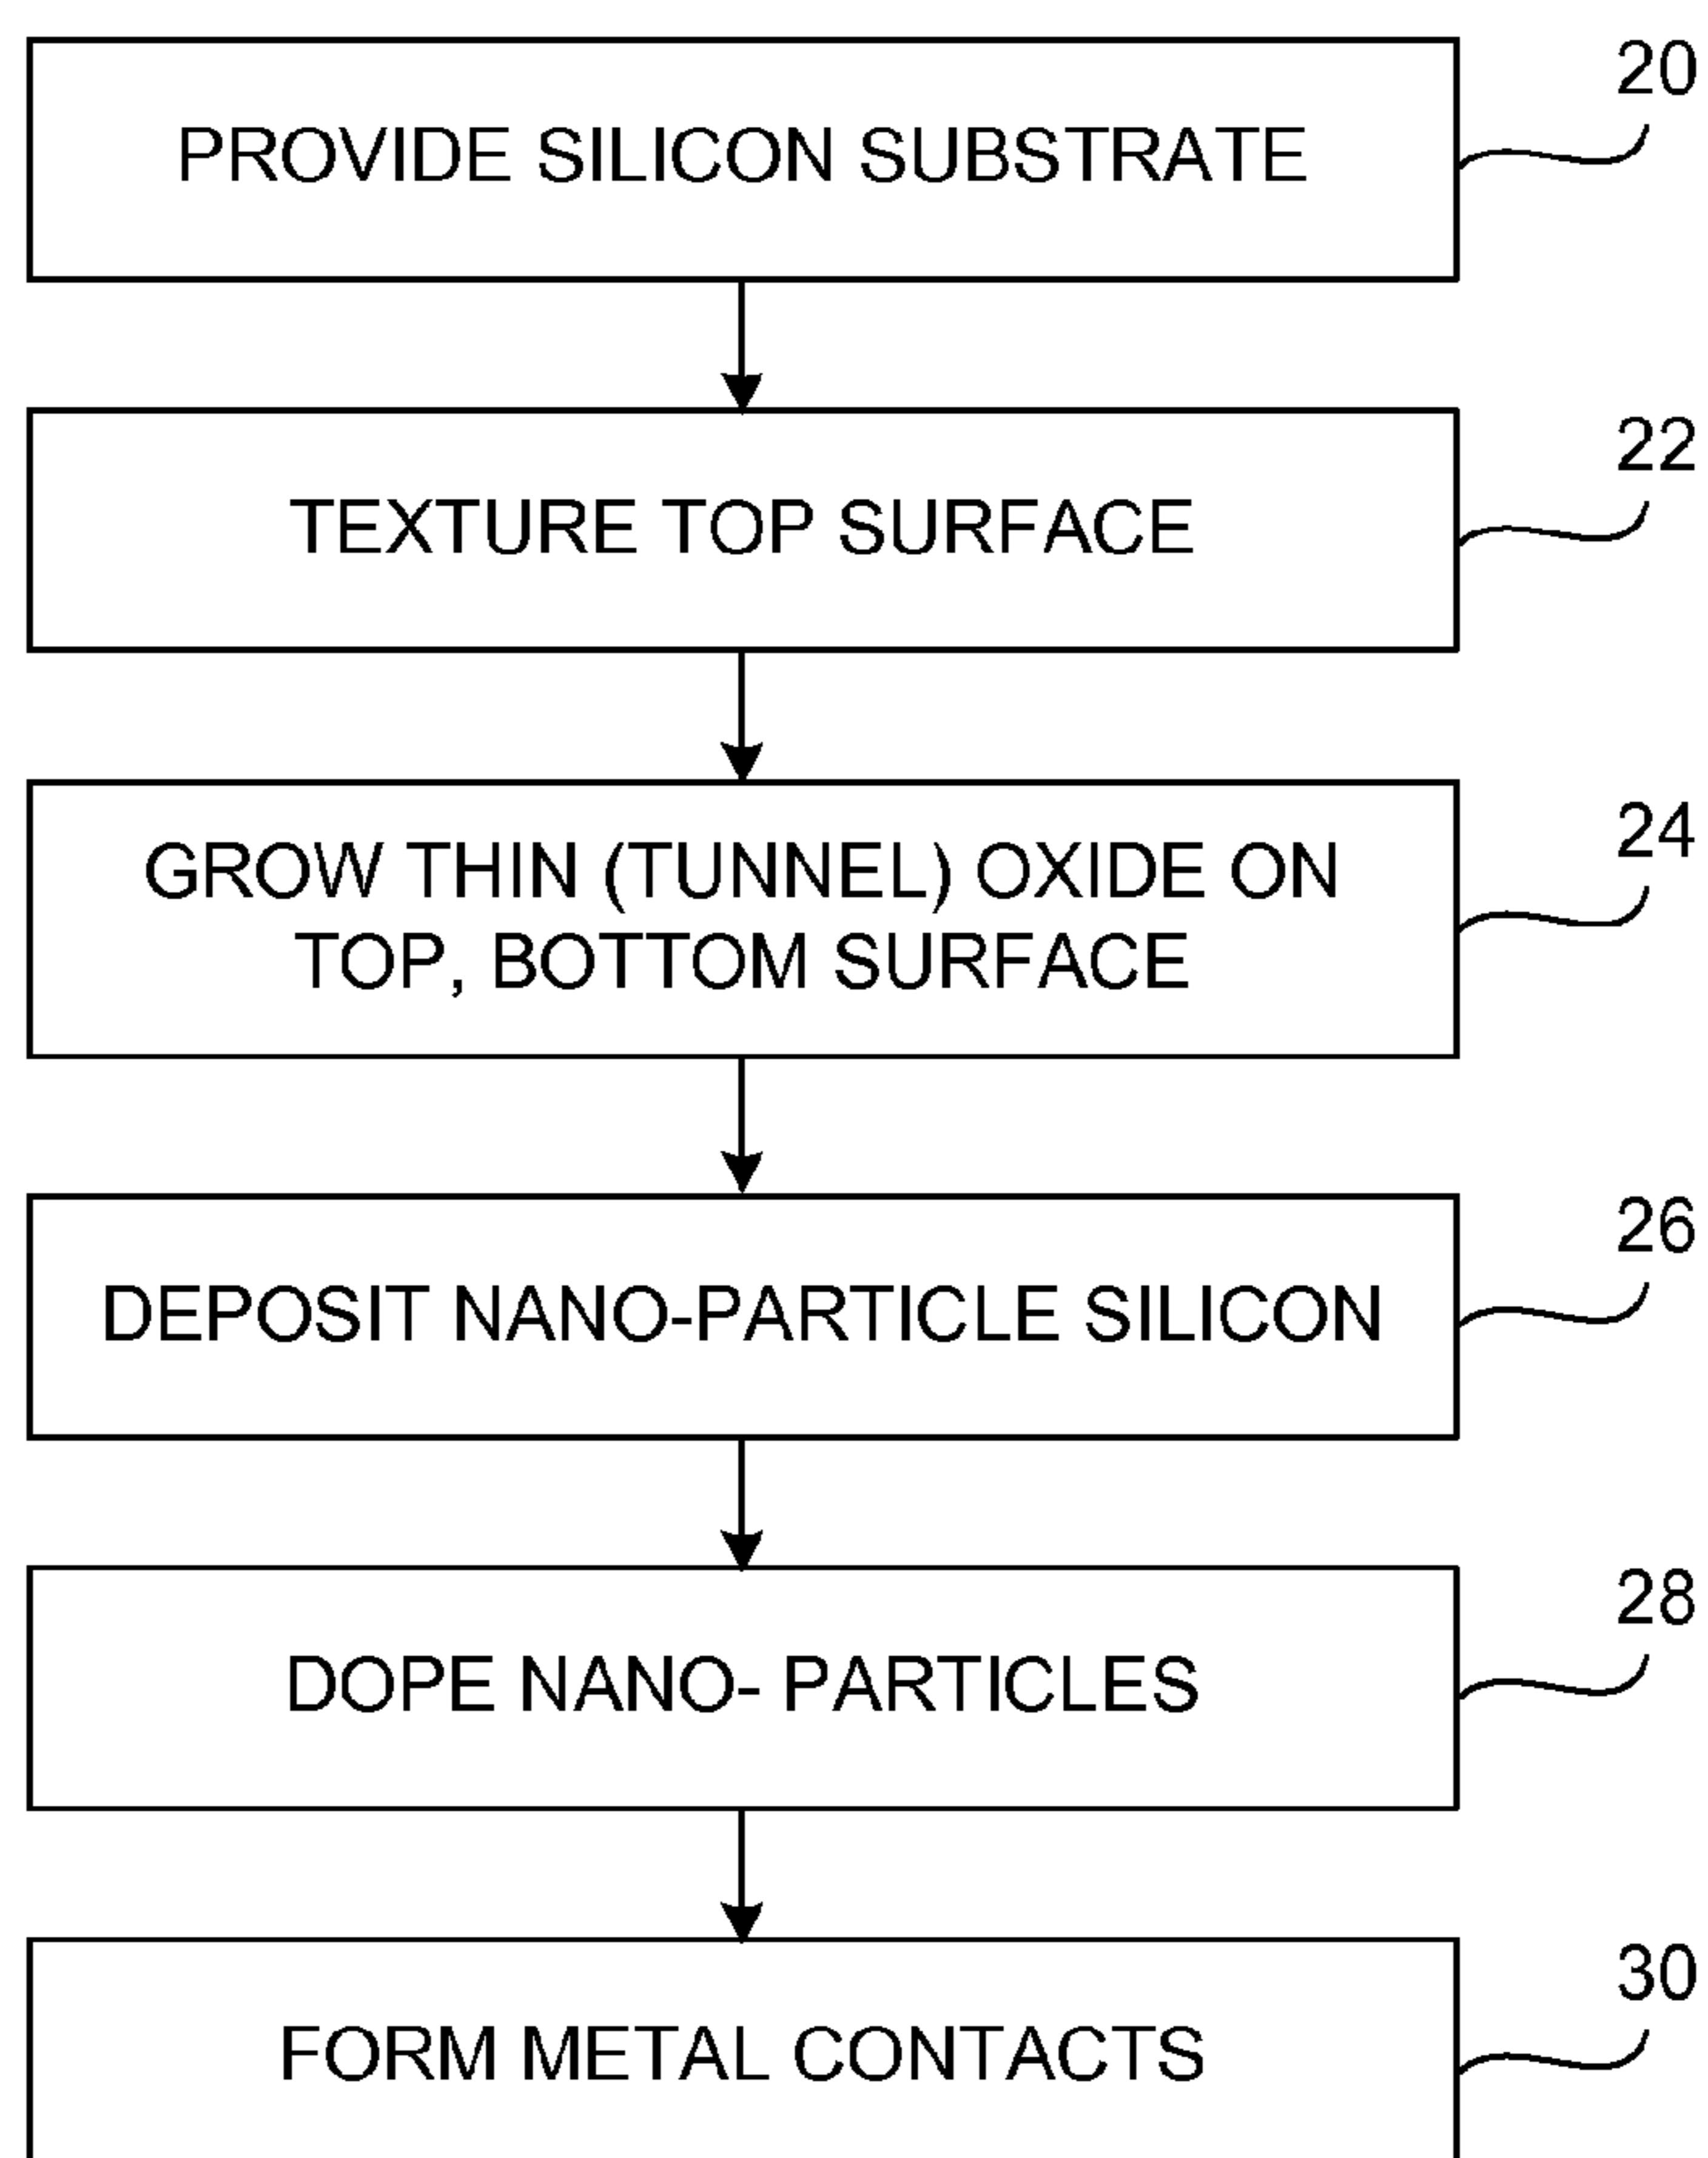 20
PROVIDE SILICON SUBSTRATE
22
TEXTURE TOP SURFACE
24
GROW THIN (TUNNEL) OXIDE ON
TOP, BOTTOM SURFACE
26
DEPOSIT NANO-PARTICLE SILICON
28
DOPE NANO- PARTICLES
30
FORM METAL CONTACTS